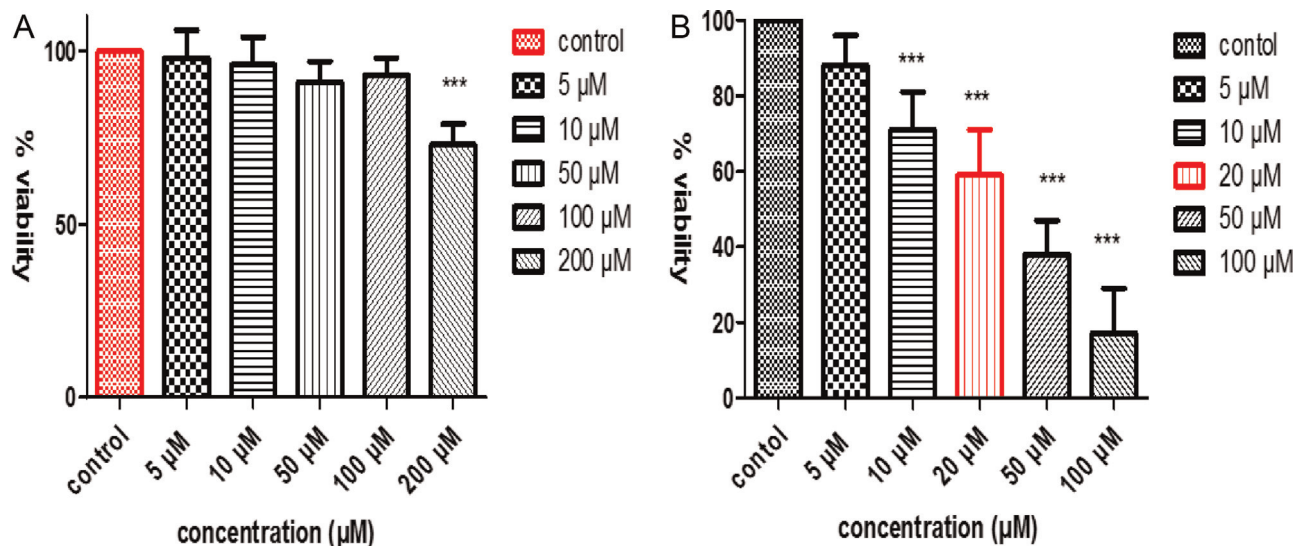 A
% viability
100
50
0
***
control
5 µM
10 µM
50 µM
100 µM
200 µM
concentration (µM)
control
5 µM
10 µM
50 µM
100 µM
200 µM
B
% viability
100
80
60
40
20
0
***
***
***
***
contol
5 µM
10 µM
20 µM
50 µM
100 µM
concentration (µM)
contol
5 µM
10 µM
20 µM
50 µM
100 µM